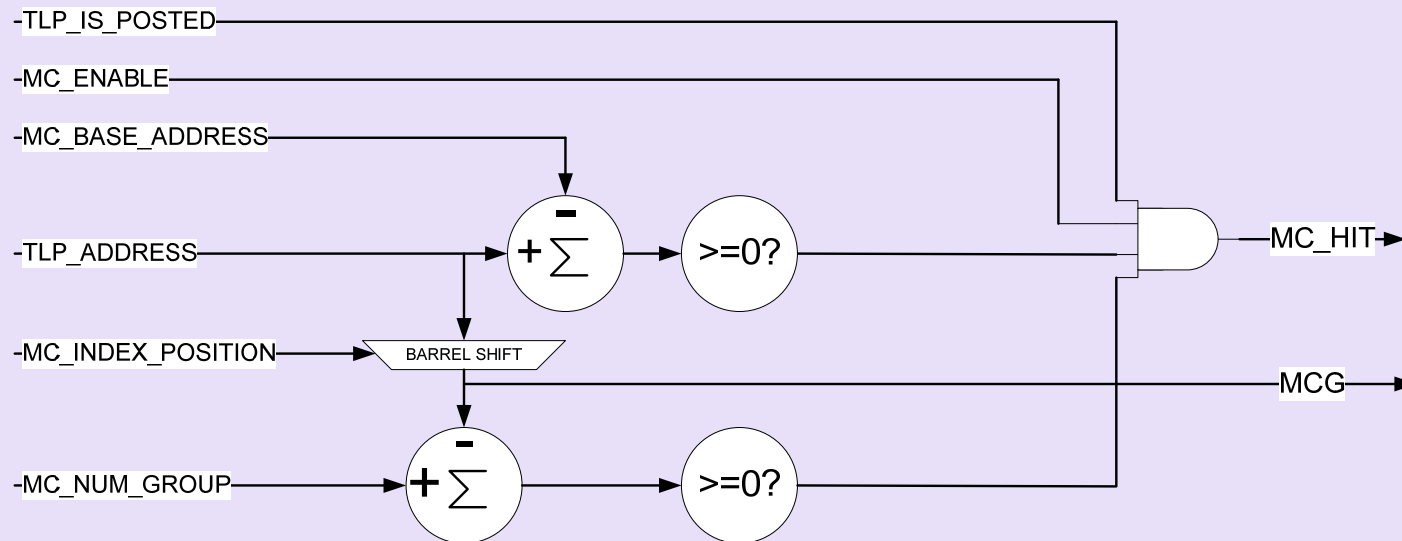 TLP_IS_POSTED
MC_ENABLE
MC_BASE_ADDRESS
-
TLP_ADDRESS
+ Σ
>=0?
MC_HIT
MC_INDEX_POSITION
BARREL SHIFT
MCG
-
MC_NUM_GROUP
+ Σ
>=0?